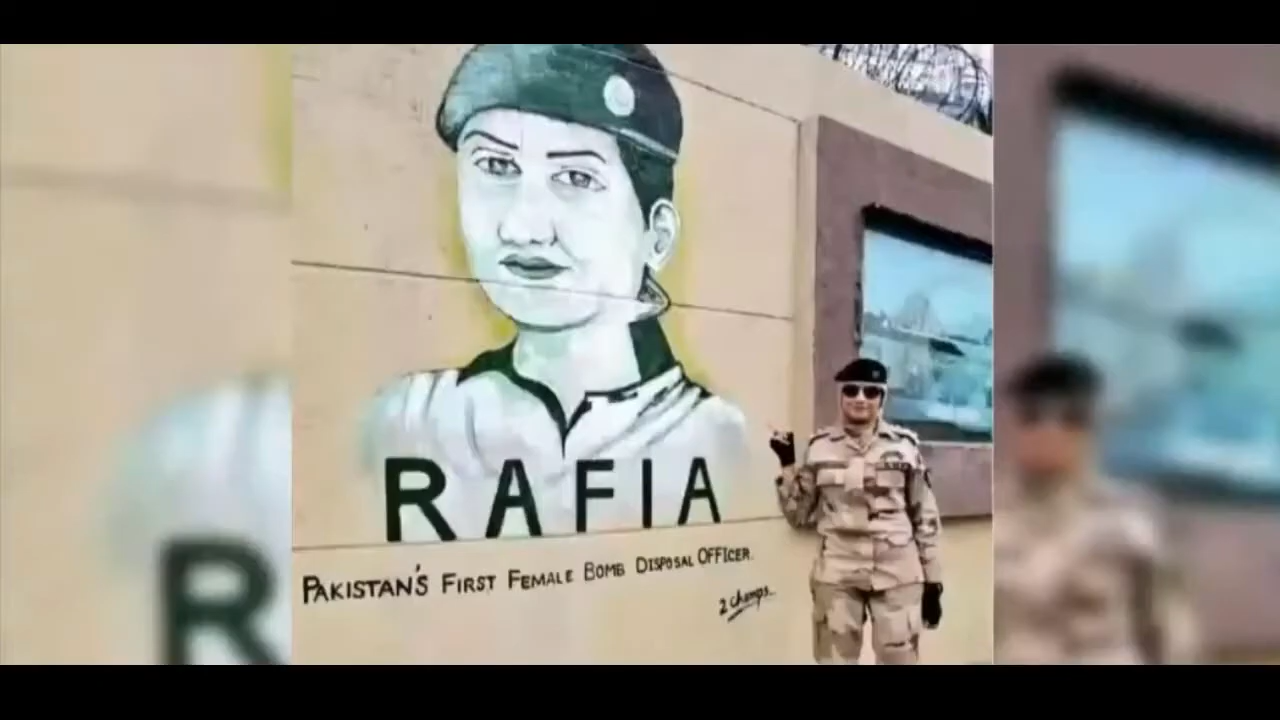 RAFIA
PAKISTAN'S FIRST FEMALE BOMB DISPOSAL OFFICER.
2 Champs..